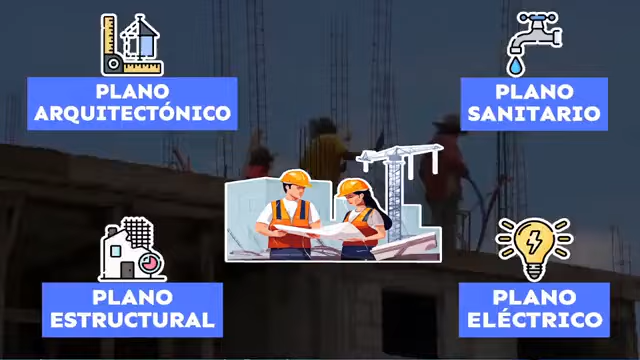 PLANO
ARQUITECTÓNICO
PLANO
SANITARIO
PLANO
ESTRUCTURAL
PLANO
ELÉCTRICO